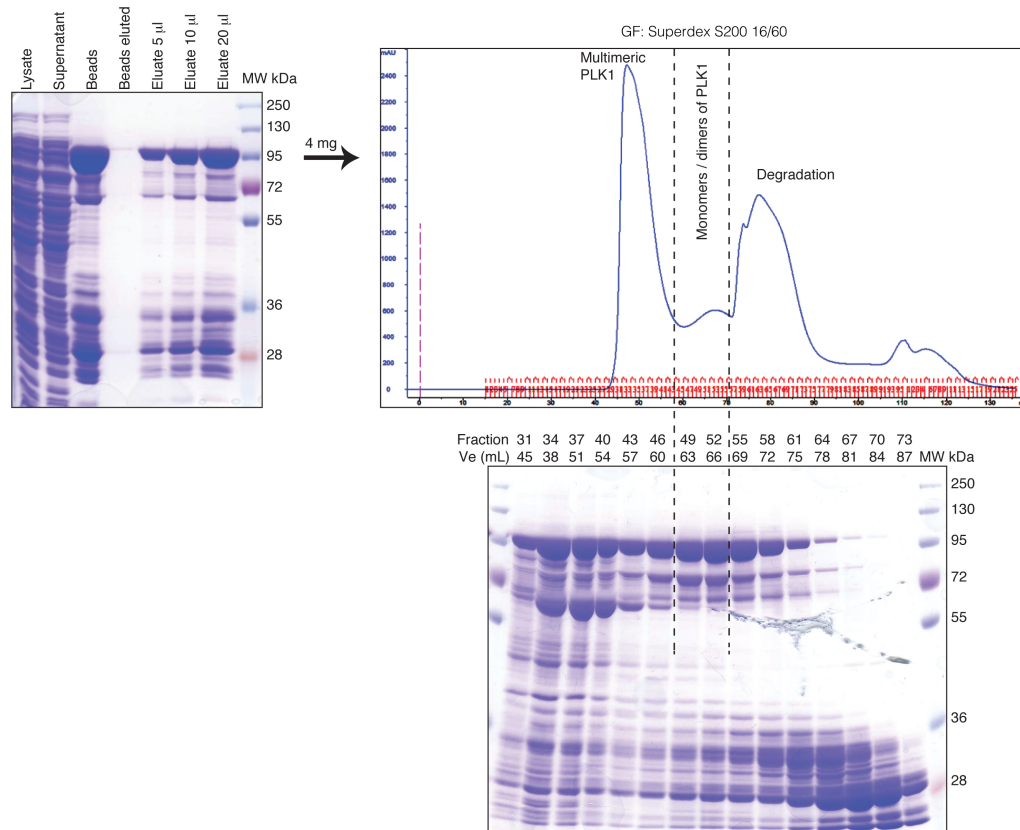 Lysate
Supernatant
Beads
Beads eluted
Eluate 5 µl
Eluate 10 µl
Eluate 20 µl
MW kDa
250
130
95
72
55
36
28
4 mg
GF: Superdex S200 16/60
mAU
2400
2200
2000
1800
1600
1400
1200
1000
800
600
400
200
0
Multimeric
PLK1
Monomers / dimers of PLK1
Degradation
0 10 20 30 40 50 60 70 80 90 100 110 120 130
Fraction 31 34 37 40 43 46 49 52 55 58 61 64 67 70 73
Ve (mL) 45 38 51 54 57 60 63 66 69 72 75 78 81 84 87 MW kDa
250
130
95
72
55
36
28